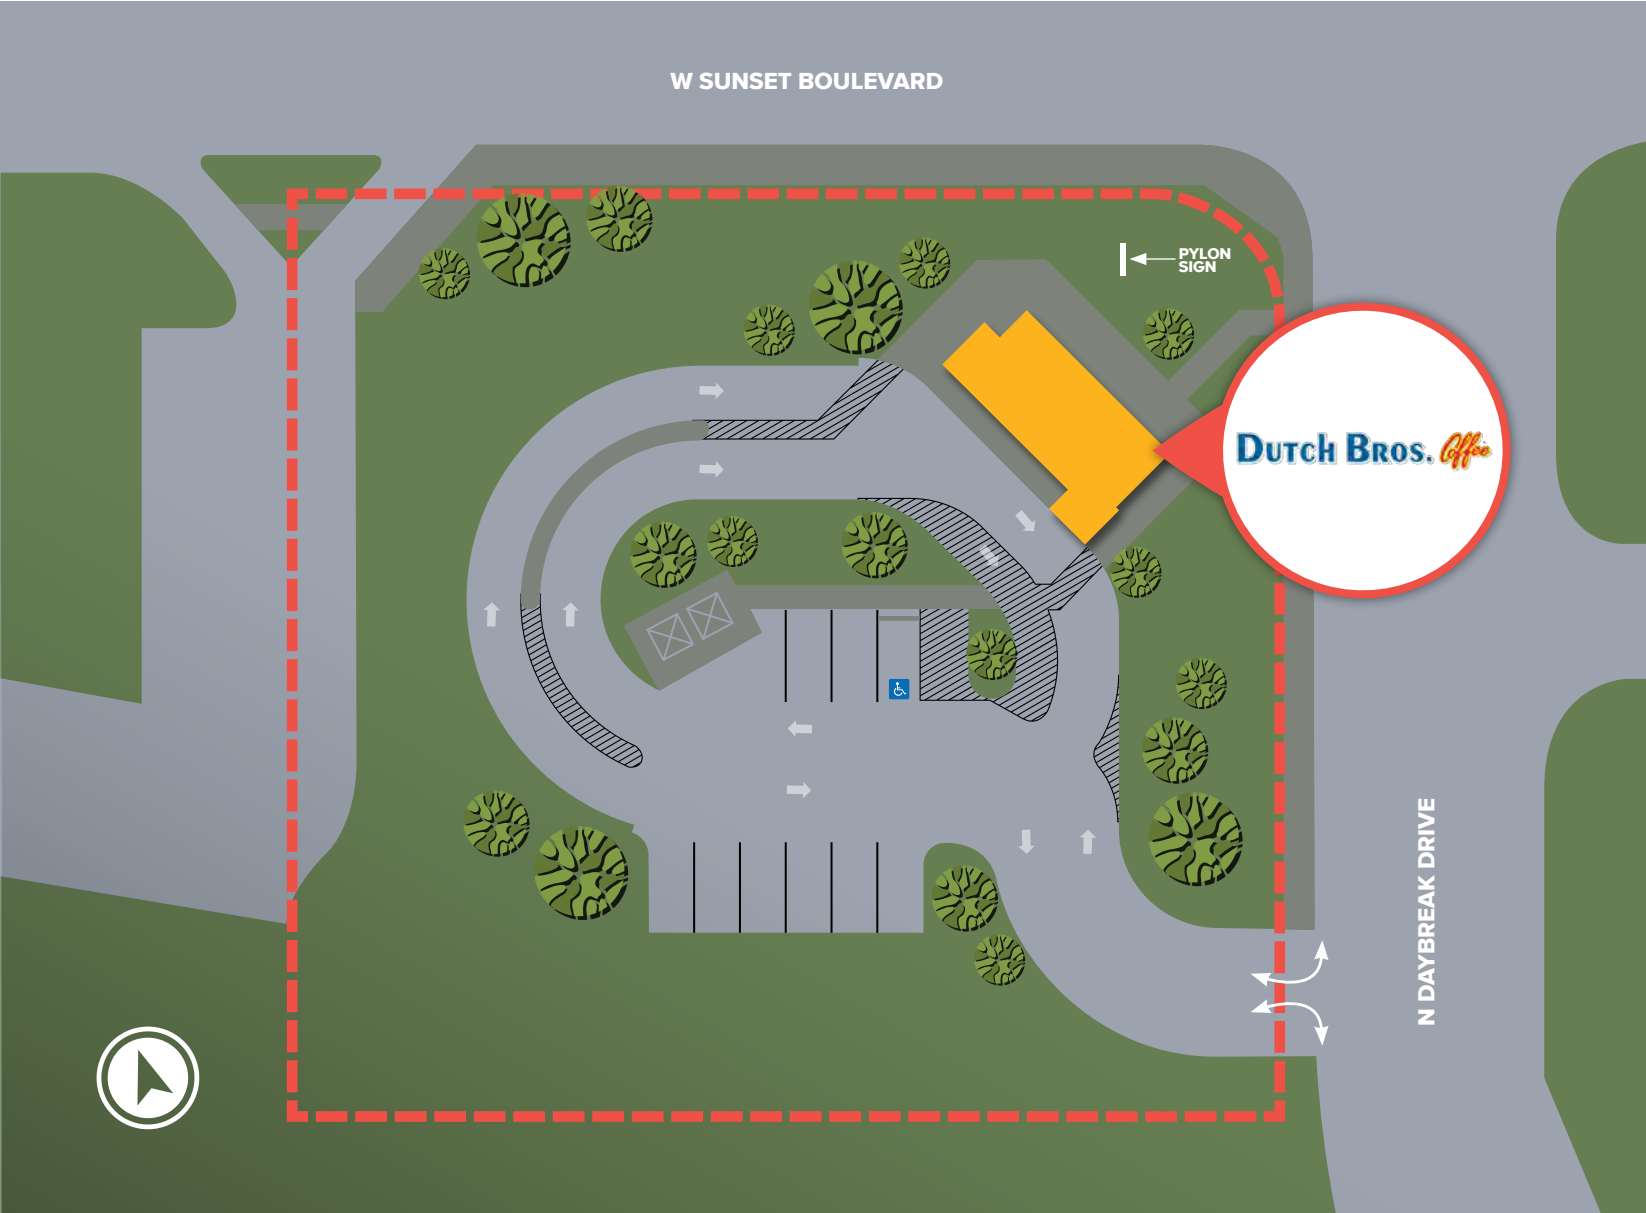 W SUNSET BOULEVARD
PYLON
SIGN
DUTCH BROS. Coffee
N DAYBREAK DRIVE